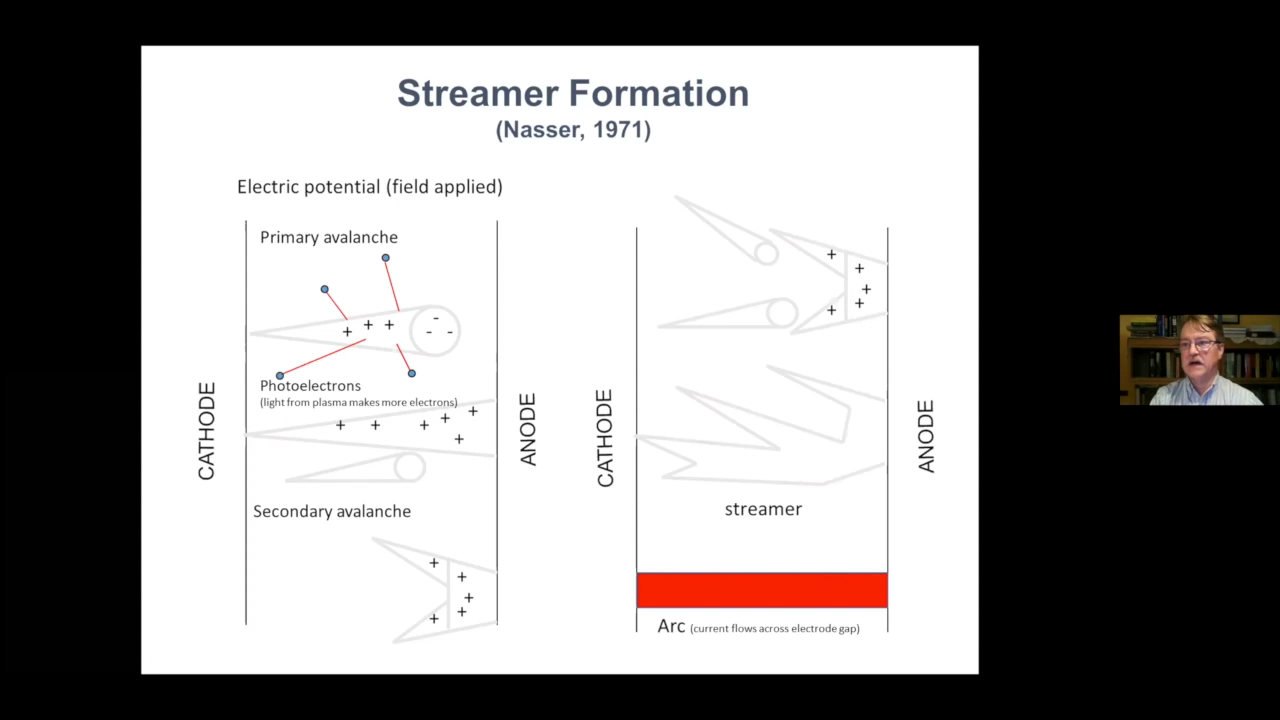 Streamer Formation
(Nasser, 1971)
Electric potential (field applied)
Primary avalanche
+ + +
- - -
Photoelectrons
(light from plasma makes more electrons)
+ + + + + +
CATHODE
ANODE
Secondary avalanche
+ + + + +
+ + + + +
CATHODE
ANODE
streamer
Arc (current flows across electrode gap)